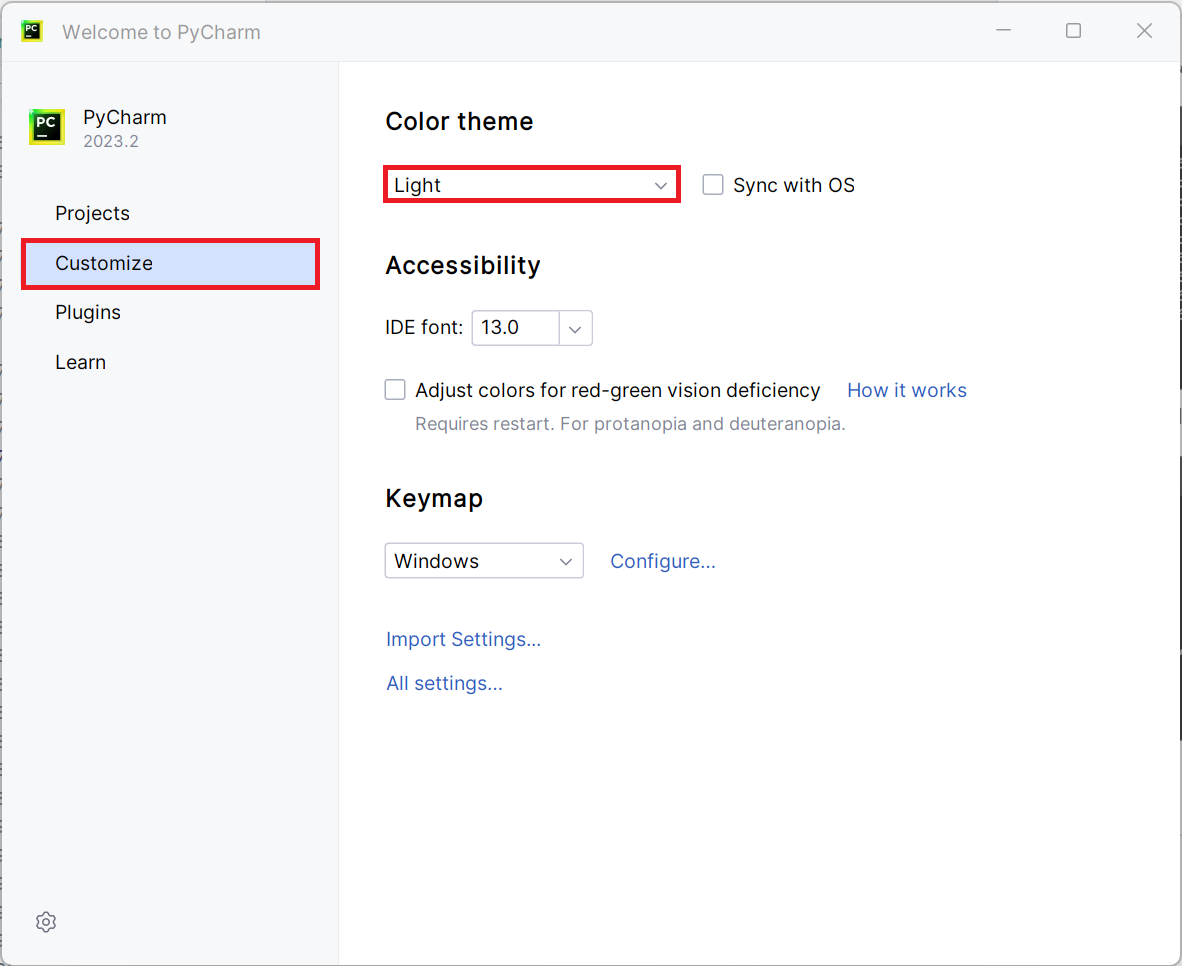 PC Welcome to PyCharm
PC PyCharm
2023.2
Projects
Customize
Plugins
Learn
Color theme
Light Sync with OS
Accessibility
IDE font: 13.0
Adjust colors for red-green vision deficiency How it works
Requires restart. For protanopia and deuteranopia.
Keymap
Windows Configure...
Import Settings...
All settings...